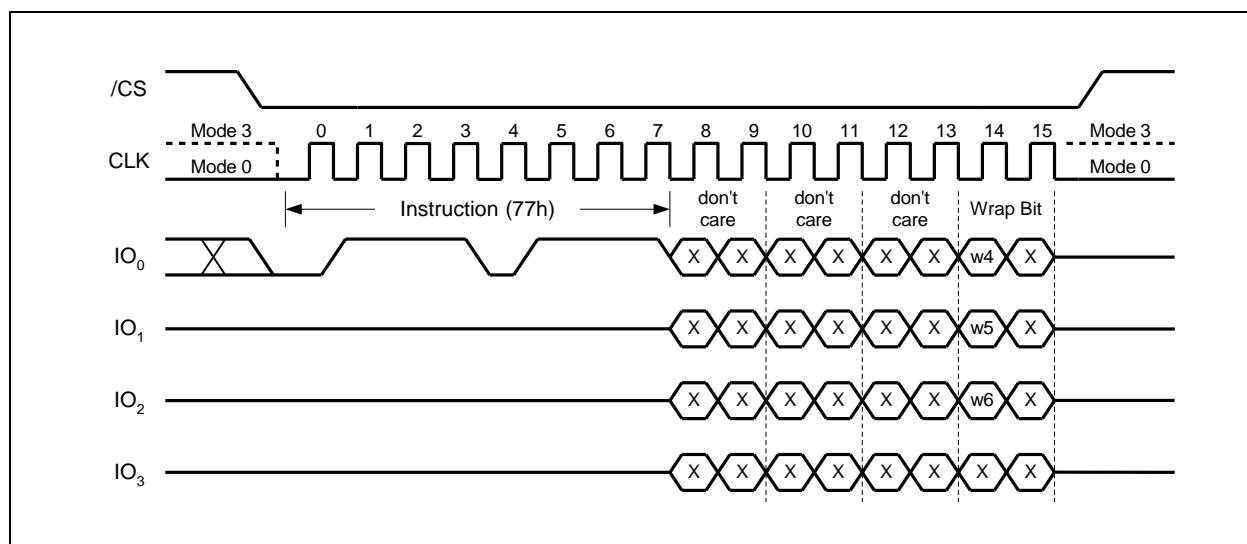 /CS
Mode 3 0 1 2 3 4 5 6 7 8 9 10 11 12 13 14 15 Mode 3
CLK Mode 0 Mode 0
Instruction (77h) don't care don't care don't care Wrap Bit
IO0 X X X X X X w4 X
IO1 X X X X X X w5 X
IO2 X X X X X X w6 X
IO3 X X X X X X X X